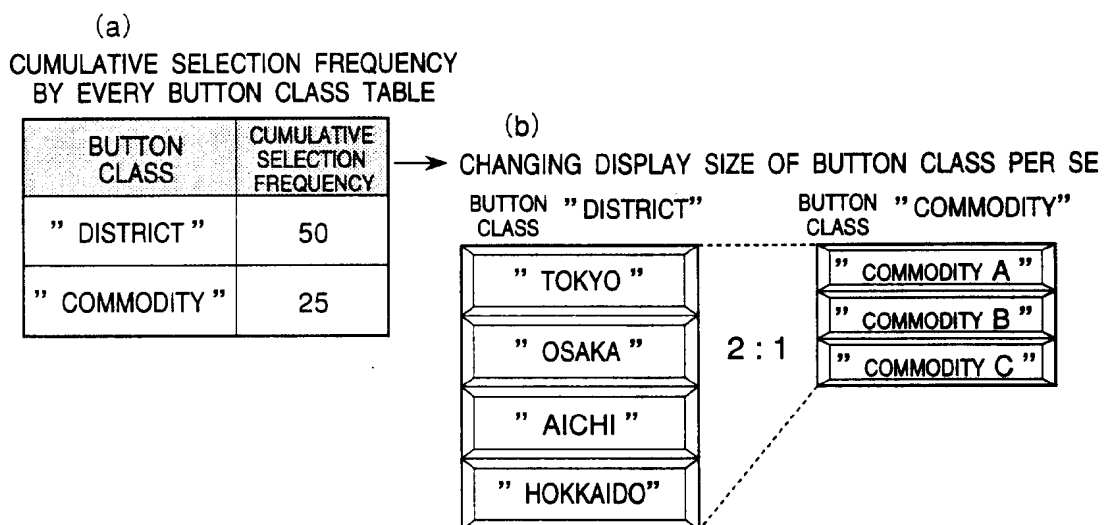 (a)
CUMULATIVE SELECTION FREQUENCY
BY EVERY BUTTON CLASS TABLE
BUTTON
CLASS
CUMULATIVE
SELECTION
FREQUENCY
" DISTRICT "
50
" COMMODITY "
25
(b)
CHANGING DISPLAY SIZE OF BUTTON CLASS PER SE
BUTTON
CLASS
"DISTRICT"
" TOKYO "
" OSAKA "
" AICHI "
" HOKKAIDO"
2 : 1
BUTTON
CLASS
"COMMODITY"
" COMMODITY A "
" COMMODITY B "
" COMMODITY C "